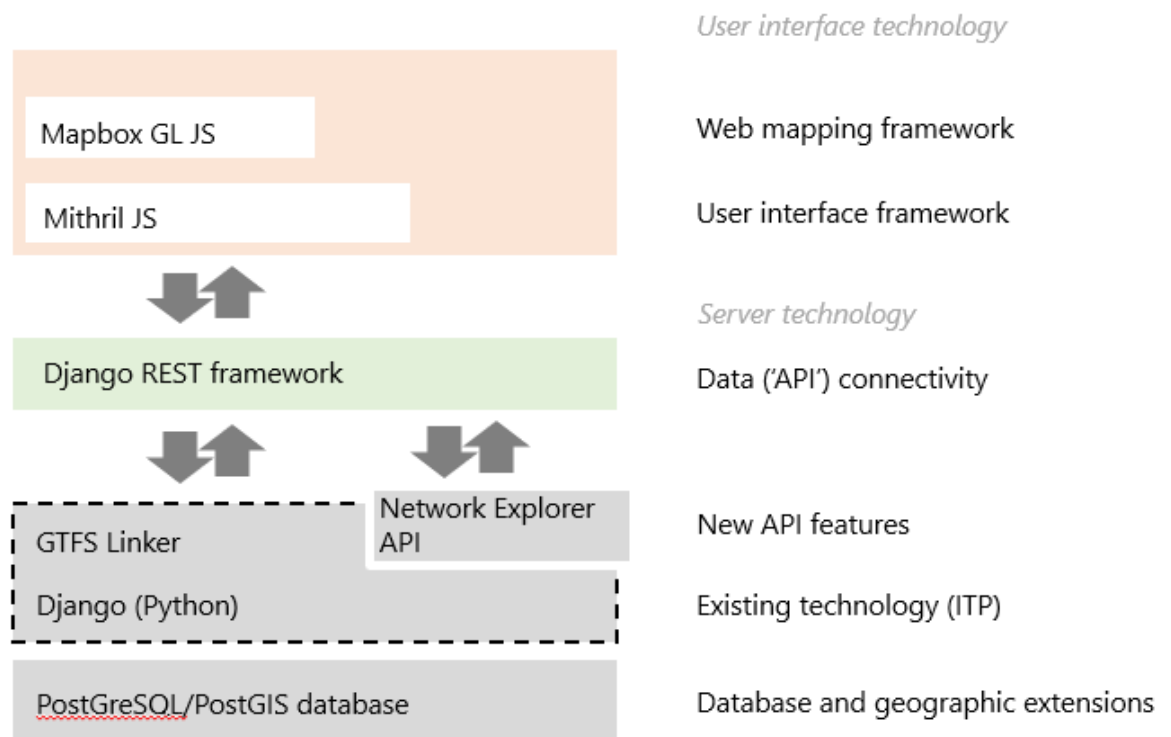 User interface technology
Mapbox GL JS
Web mapping framework
Mithril JS
User interface framework
Server technology
Django REST framework
Data (‘API’) connectivity
Network Explorer
API
New API features
GTFS Linker
Django (Python)
Existing technology (ITP)
PostGreSQL/PostGIS database
Database and geographic extensions